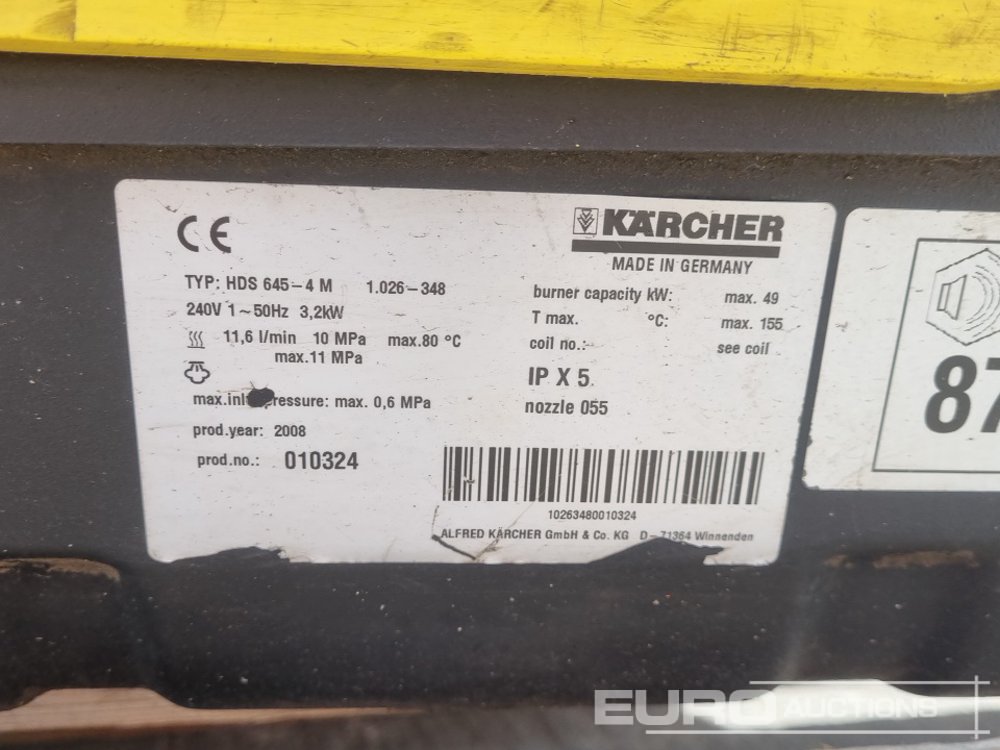 CE
KÄRCHER
MADE IN GERMANY
TYP: HDS 645-4 M 1.026-348
240V 1~50Hz 3,2kW
11,6 l/min 10 MPa max.80 °C
max.11 MPa
max. pressure: max. 0,6 MPa
prod.year: 2008
prod.no.: 010324
burner capacity kW: max. 49
T max. °C: max. 155
coil no.: see coil
IP X 5
nozzle 055
10263480010324
ALFRED KÄRCHER GmbH & Co. KG D-71364 Winnenden
87
EURO AUCTIONS